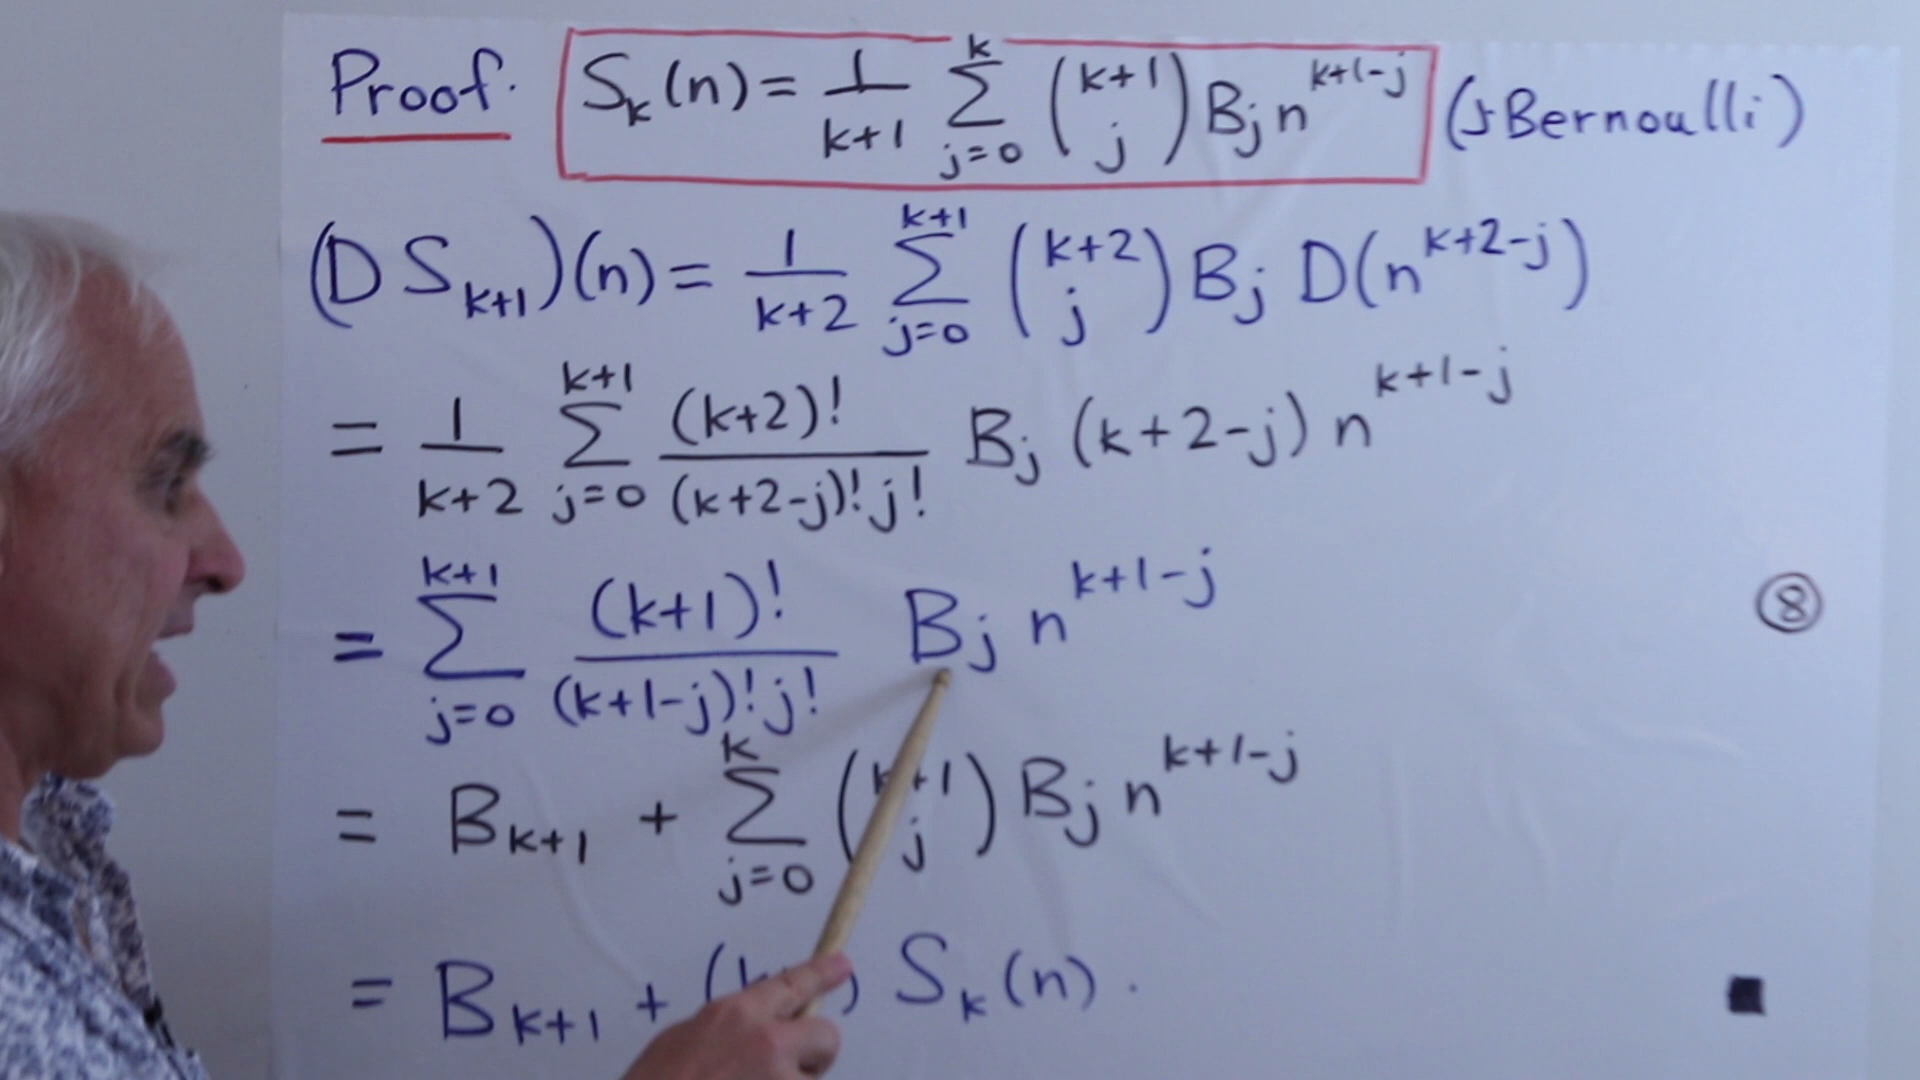 Proof. S_k(n) = 1/(k+1) ∑_{j=0}^{k} (k+1 j) B_j n^{k+1-j} (J Bernoulli)
(D S_{k+1})(n) = 1/(k+2) ∑_{j=0}^{k+1} (k+2 j) B_j D(n^{k+2-j})
= 1/(k+2) ∑_{j=0}^{k+1} (k+2)!/((k+2-j)! j!) B_j (k+2-j) n^{k+1-j}
= ∑_{j=0}^{k+1} (k+1)!/((k+1-j)! j!) B_j n^{k+1-j}
⑧
= B_{k+1} + ∑_{j=0}^{k} (k+1 j) B_j n^{k+1-j}
= B_{k+1} + ( ) S_k(n). ■